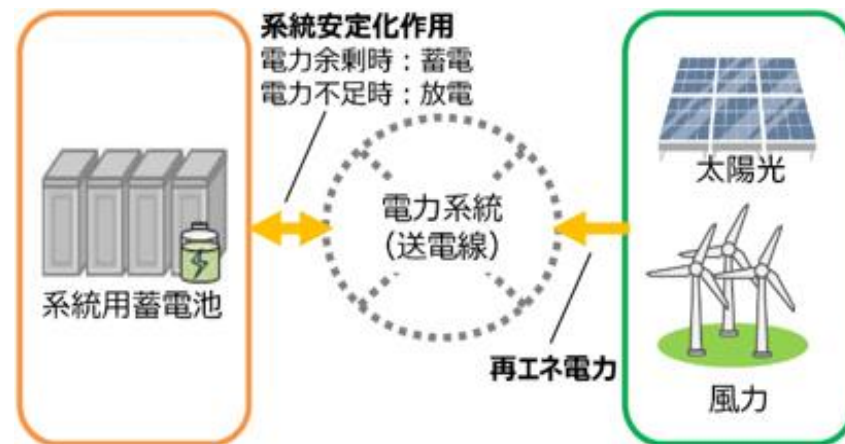 系統安定化作用
電力余剰時：蓄電
電力不足時：放電
系統用蓄電池
電力系統
（送電線）
再エネ電力
太陽光
風力